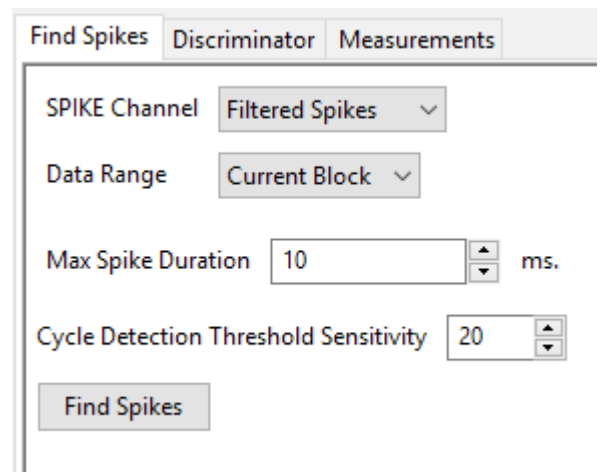 Find Spikes Discriminator Measurements
SPIKE Channel Filtered Spikes
Data Range Current Block
Max Spike Duration 10 ms.
Cycle Detection Threshold Sensitivity 20
Find Spikes